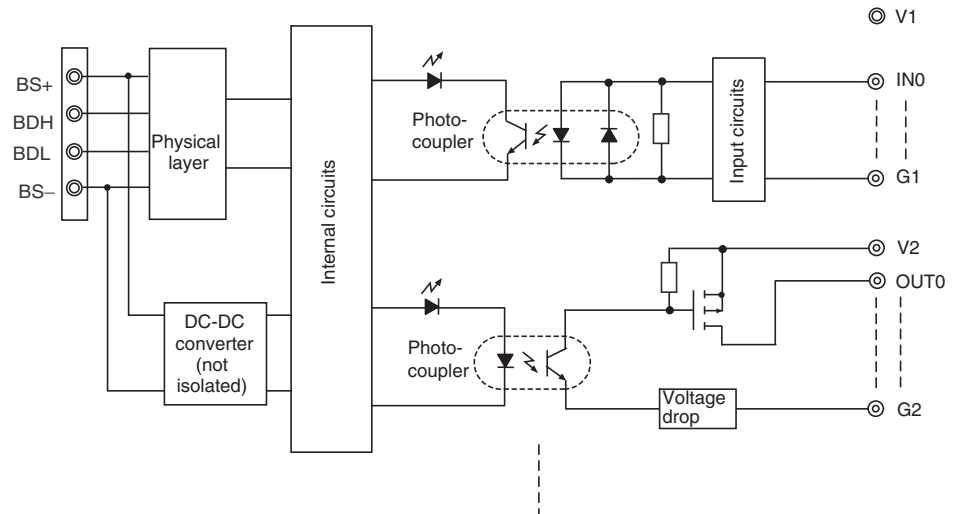 V1
BS+
BDH
BDL
BS−
Physical
layer
Internal circuits
Photo-
coupler
Input circuits
IN0
G1
V2
OUT0
DC-DC
converter
(not
isolated)
Photo-
coupler
Voltage
drop
G2